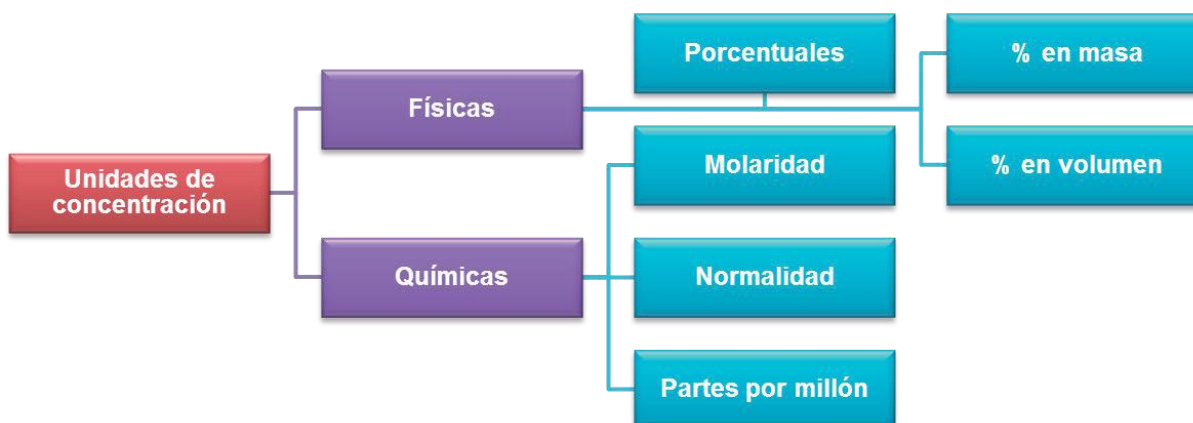 Unidades de
concentración
Físicas
Químicas
Porcentuales
% en masa
% en volumen
Molaridad
Normalidad
Partes por millón